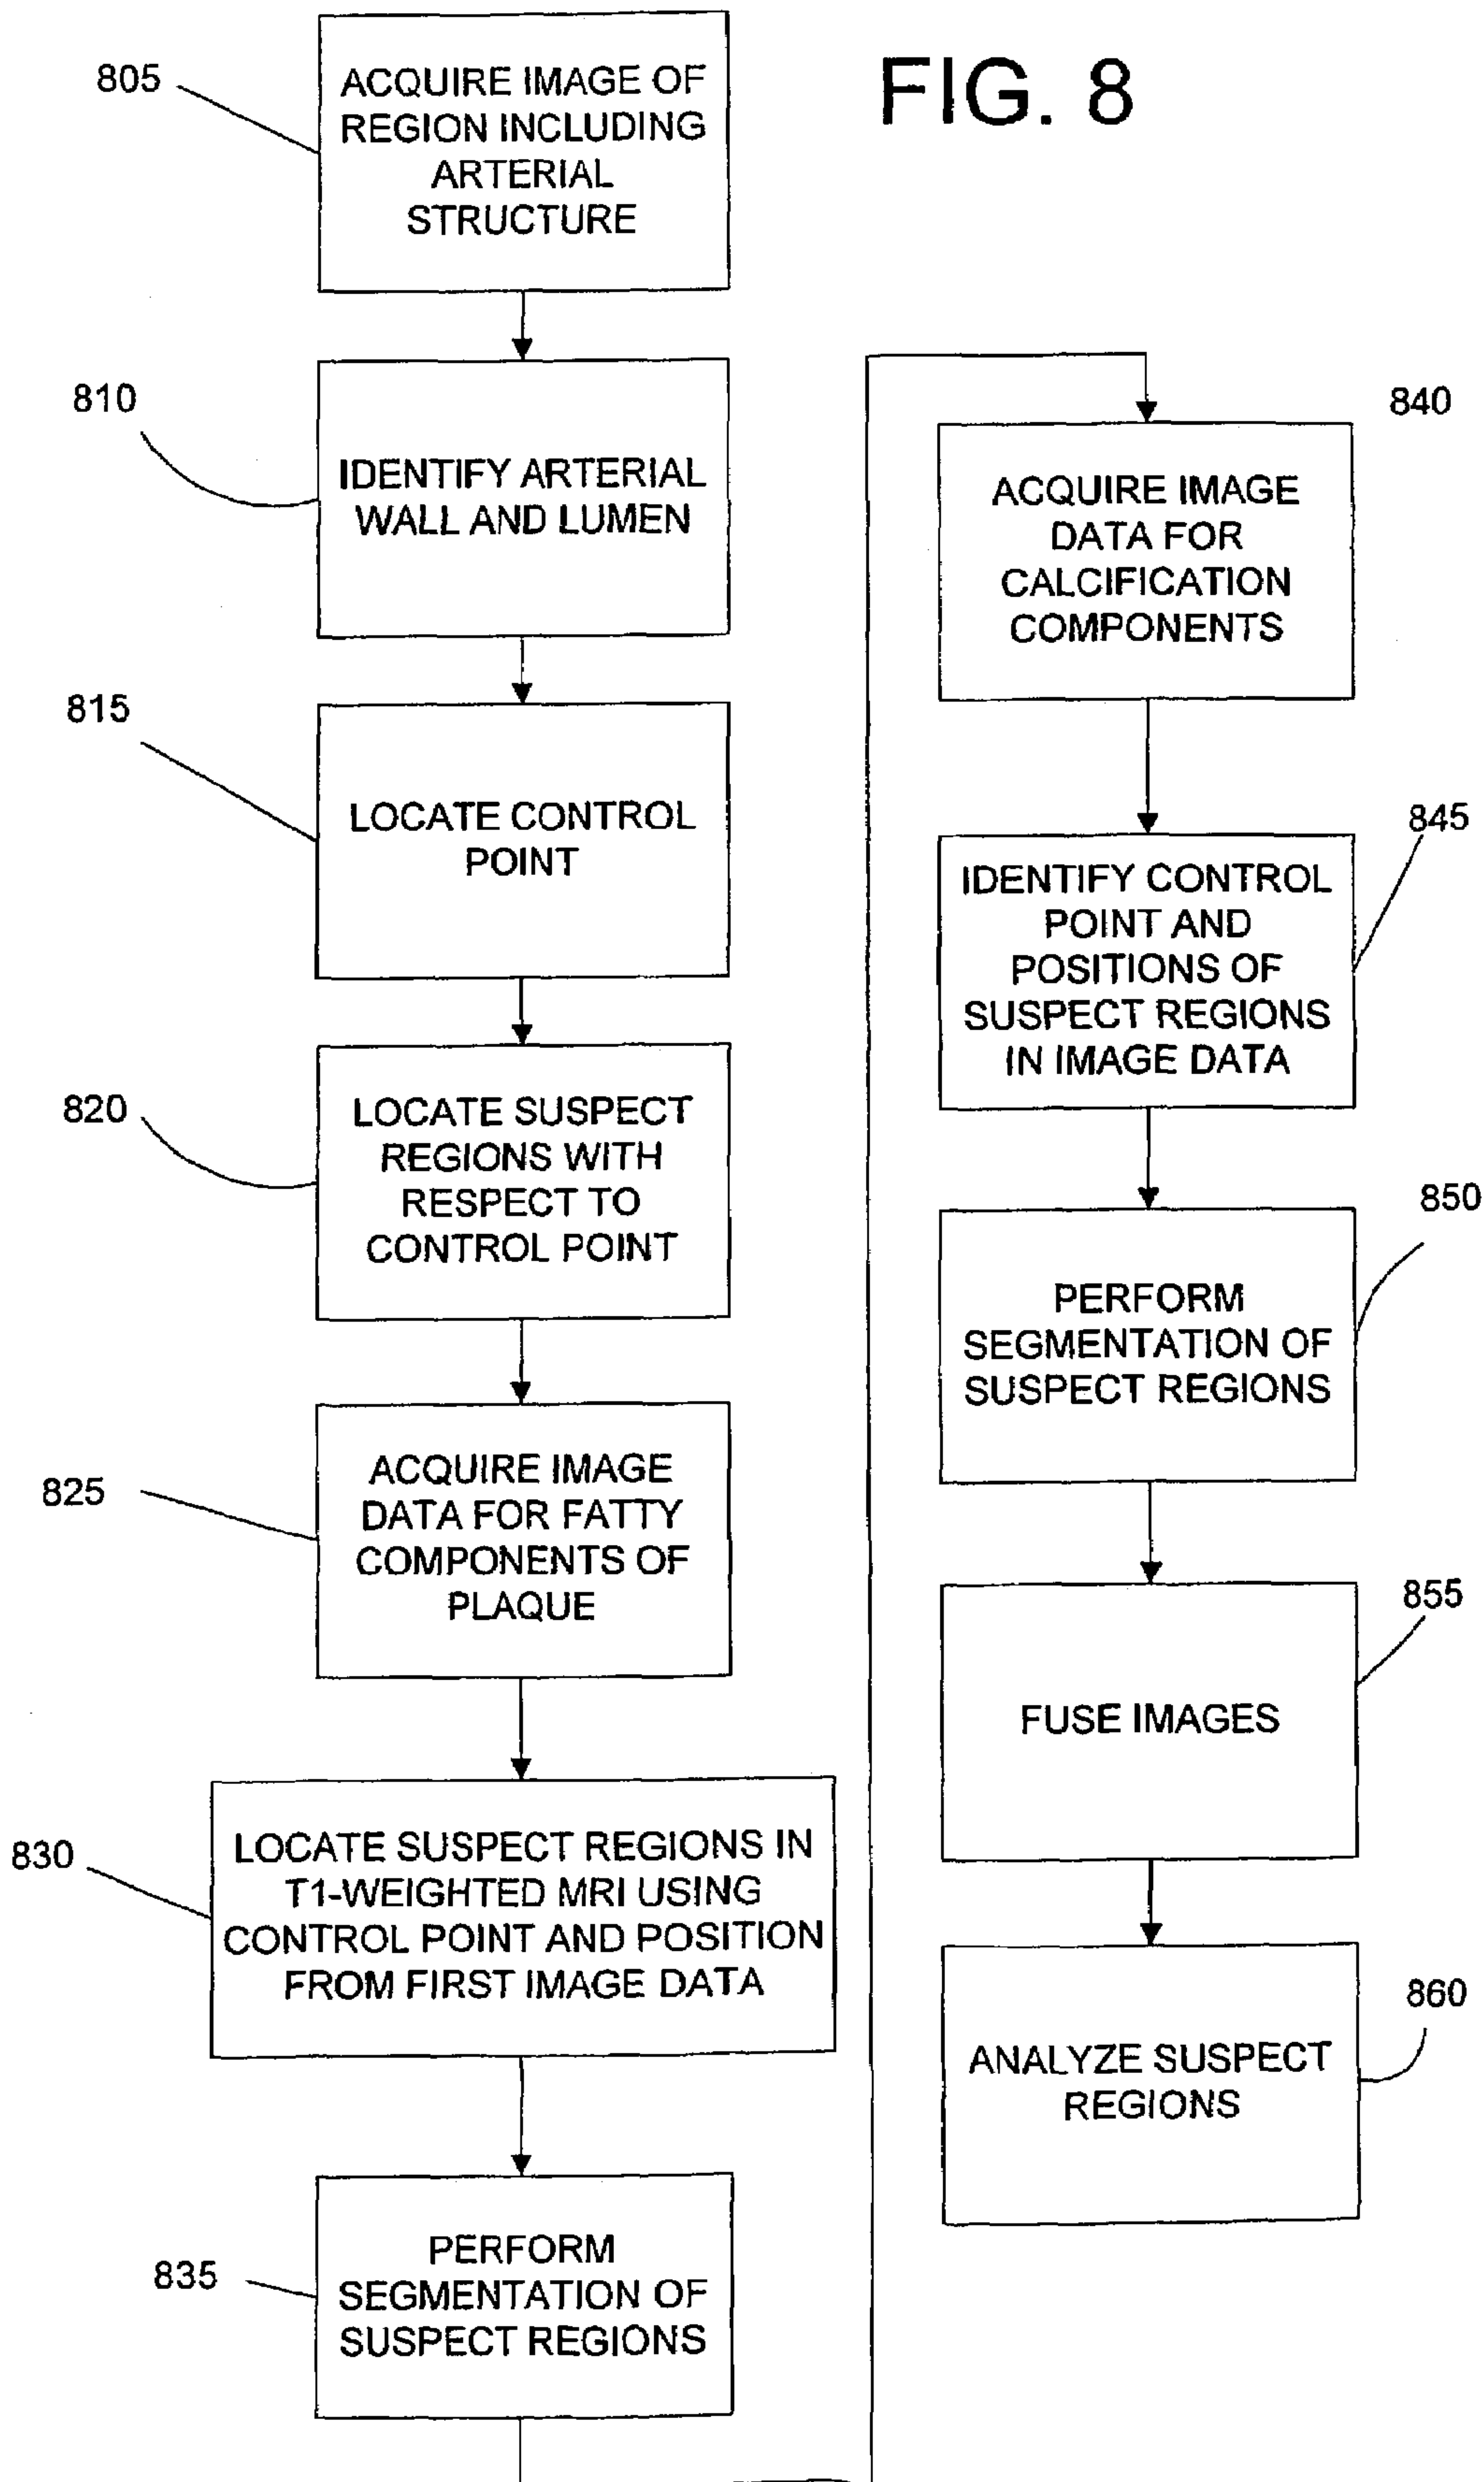 FIG. 8
805
ACQUIRE IMAGE OF
REGION INCLUDING
ARTERIAL
STRUCTURE
810
IDENTIFY ARTERIAL
WALL AND LUMEN
815
LOCATE CONTROL
POINT
820
LOCATE SUSPECT
REGIONS WITH
RESPECT TO
CONTROL POINT
825
ACQUIRE IMAGE
DATA FOR FATTY
COMPONENTS OF
PLAQUE
830
LOCATE SUSPECT REGIONS IN
T1-WEIGHTED MRI USING
CONTROL POINT AND POSITION
FROM FIRST IMAGE DATA
835
PERFORM
SEGMENTATION OF
SUSPECT REGIONS
840
ACQUIRE IMAGE
DATA FOR
CALCIFICATION
COMPONENTS
845
IDENTIFY CONTROL
POINT AND
POSITIONS OF
SUSPECT REGIONS
IN IMAGE DATA
850
PERFORM
SEGMENTATION OF
SUSPECT REGIONS
855
FUSE IMAGES
860
ANALYZE SUSPECT
REGIONS